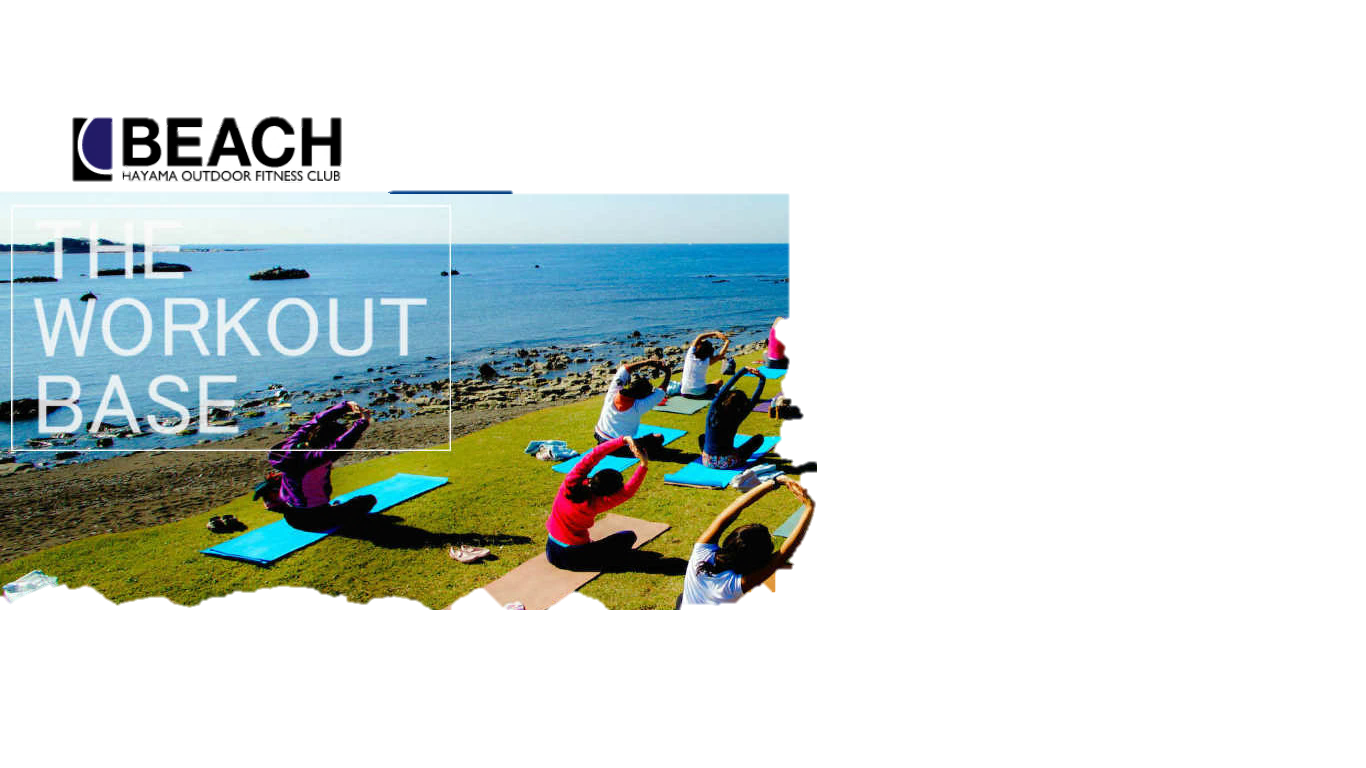 BEACH
HAYAMA OUTDOOR FITNESS CLUB
THE
WORKOUT
BASE